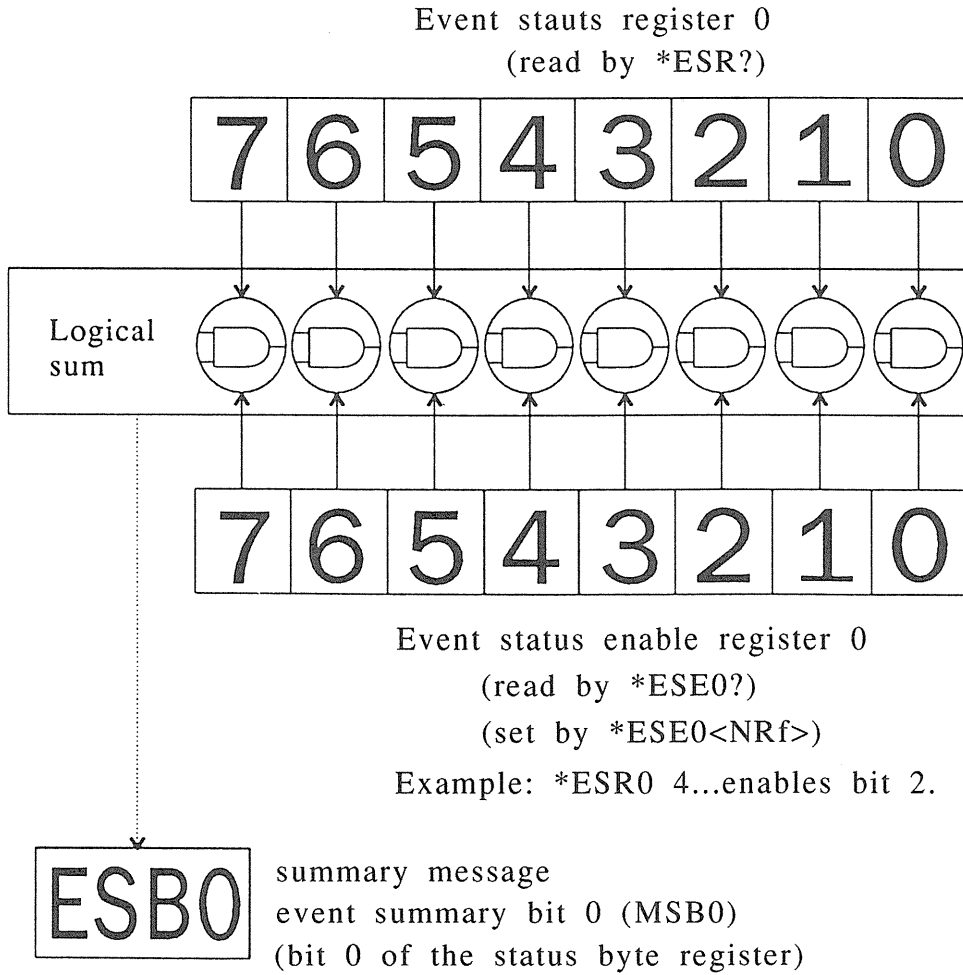 Event stauts register 0
(read by *ESR?)
7 6 5 4 3 2 1 0
Logical
sum
7 6 5 4 3 2 1 0
Event status enable register 0
(read by *ESE0?)
(set by *ESE0<NRf>)
Example: *ESR0 4...enables bit 2.
ESB0
summary message
event summary bit 0 (MSB0)
(bit 0 of the status byte register)